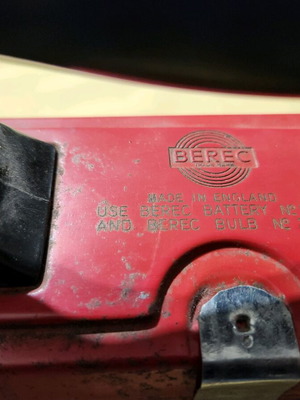 BEREC
MADE IN ENGLAND
USE BEREC BATTERY NO
AND BEREC BULB NO